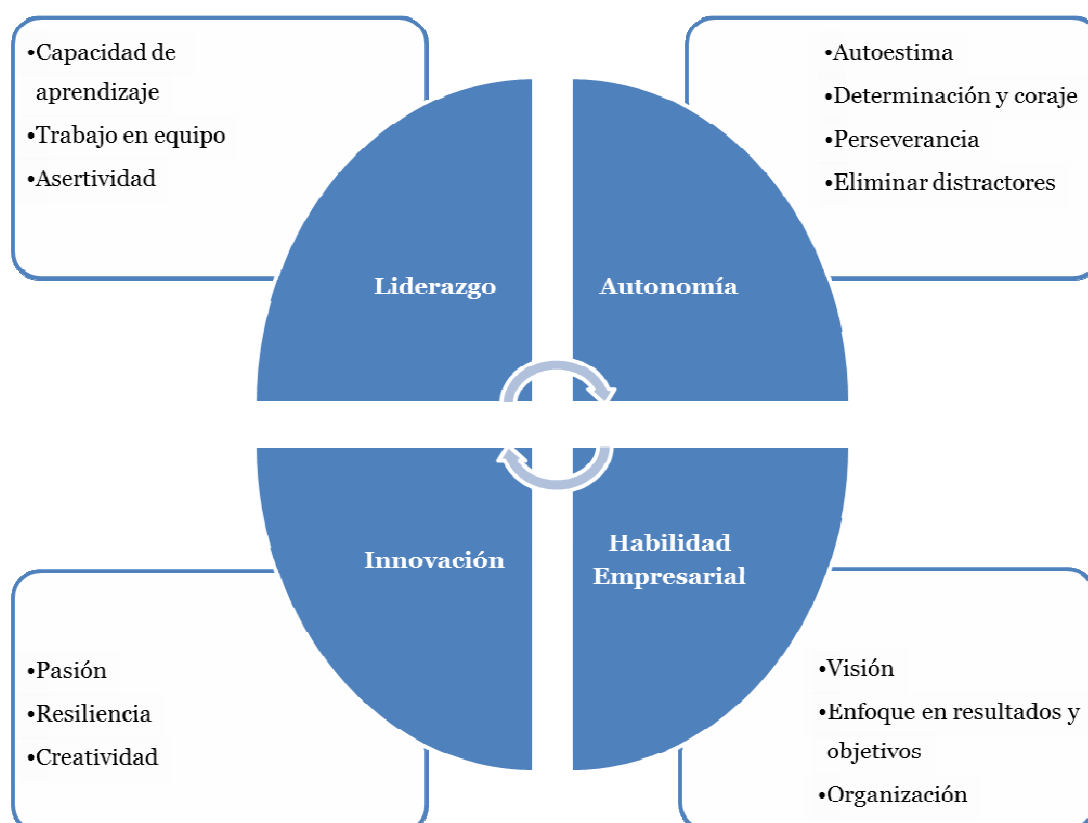 •Capacidad de
aprendizaje
•Trabajo en equipo
•Asertividad
•Autoestima
•Determinación y coraje
•Perseverancia
•Eliminar distractores
Liderazgo
Autonomía
Innovación
Habilidad
Empresarial
•Pasión
•Resiliencia
•Creatividad
•Visión
•Enfoque en resultados y
objetivos
•Organización